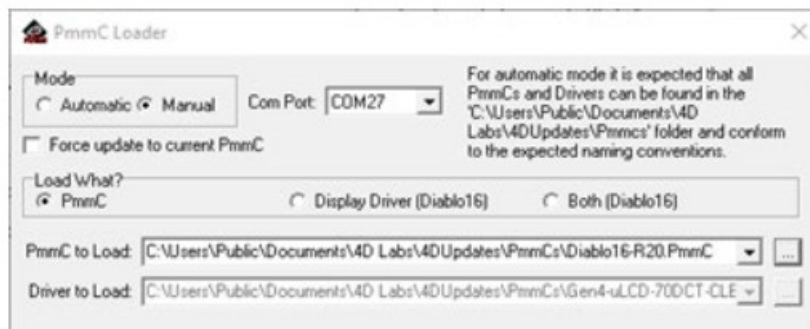 PmmC Loader
Mode
Automatic Manual Com Port: COM27
Force update to current PmmC
For automatic mode it is expected that all
PmmCs and Drivers can be found in the
'C:\Users\Public\Documents\4D
Labs\4DUpdates\Pmmcs' folder and conform
to the expected naming conventions.
Load What?
PmmC Display Driver (Diablo16) Both (Diablo16)
PmmC to Load: C:\Users\Public\Documents\4D Labs\4DUpdates\PmmCs\Diablo16-R20.PmmC ...
Driver to Load: C:\Users\Public\Documents\4D Labs\4DUpdates\PmmCs\Gen4-uLCD-70DCT-CLE ...